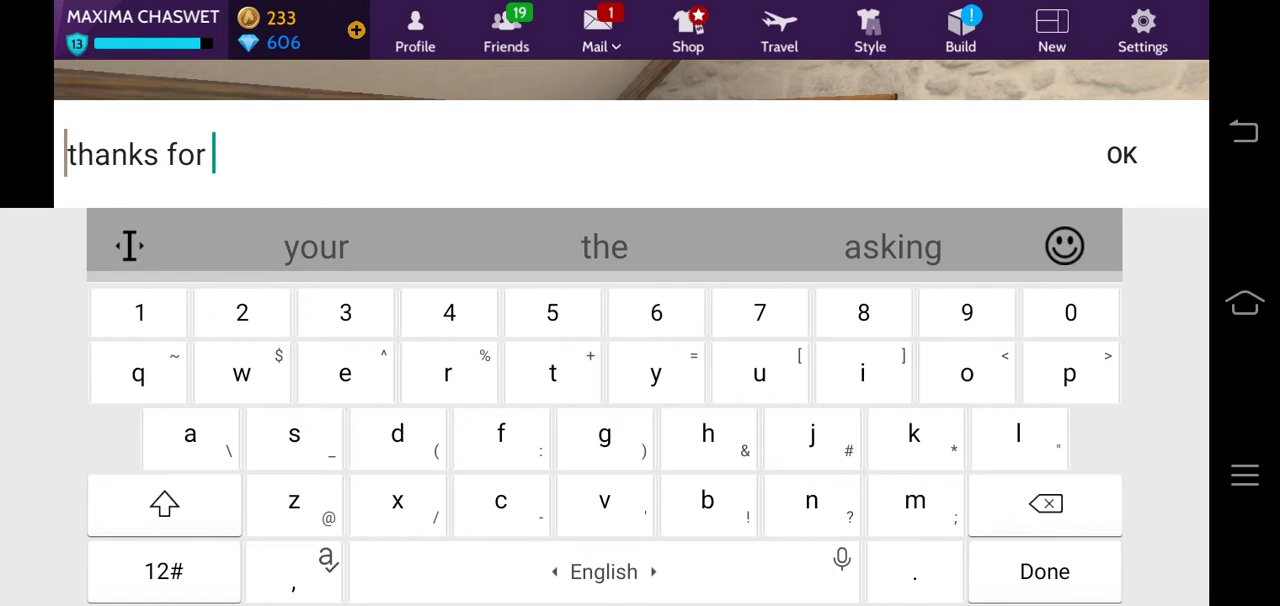 MAXIMA CHASWET
13
233
606
Profile
19
Friends
1
Mail
Shop
Travel
Style
!
Build
New
Settings
thanks for
OK
your the asking
1 2 3 4 5 6 7 8 9 0
~ $ ^ % + = [ ] < >
q w e r t y u i o p
a s d f g h j k l
\ _ ( : ) & # * "
z x c v b n m
@ / - ' ! ? ;
12# , a English . Done